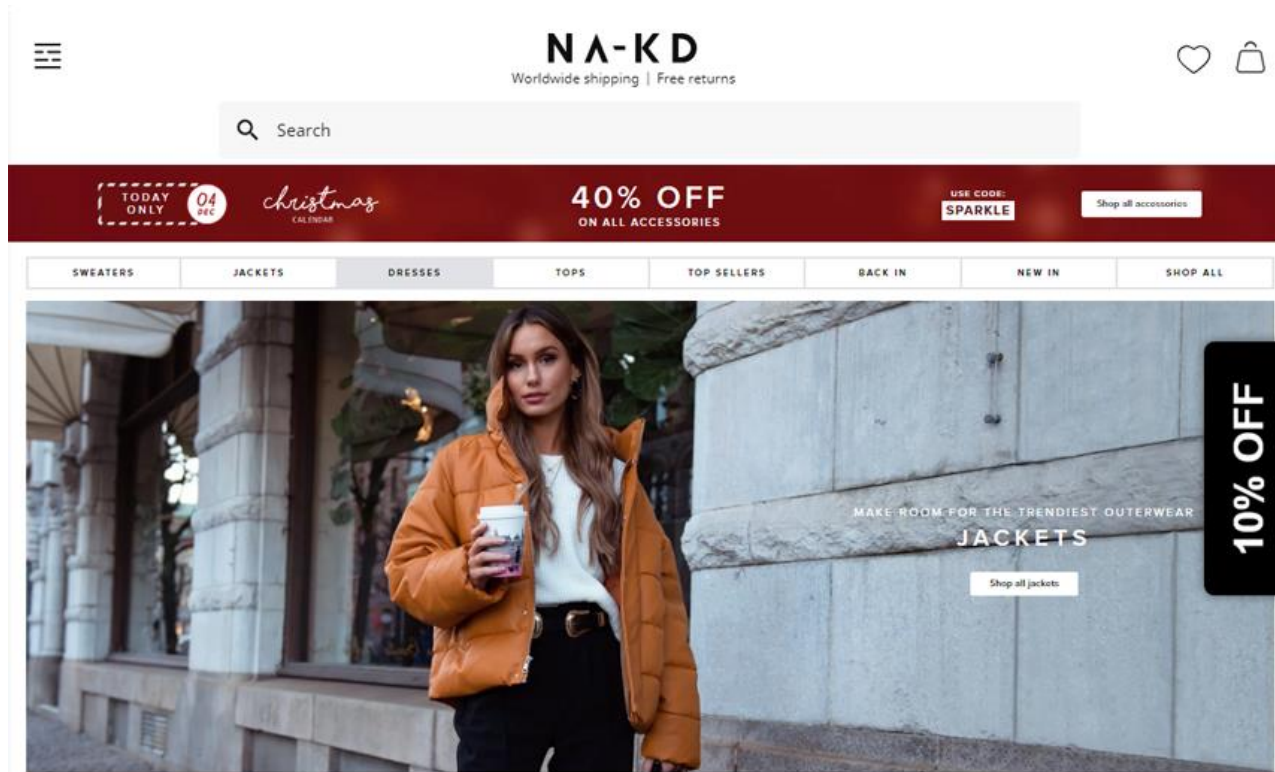 NA-KD
Worldwide shipping | Free returns
Search
TODAY ONLY
04 DEC
christmas
CALENDAR
40% OFF
ON ALL ACCESSORIES
USE CODE:
SPARKLE
Shop all accessories
SWEATERS
JACKETS
DRESSES
TOPS
TOP SELLERS
BACK IN
NEW IN
SHOP ALL
MAKE ROOM FOR THE TRENDIEST OUTERWEAR
JACKETS
Shop all jackets
10% OFF